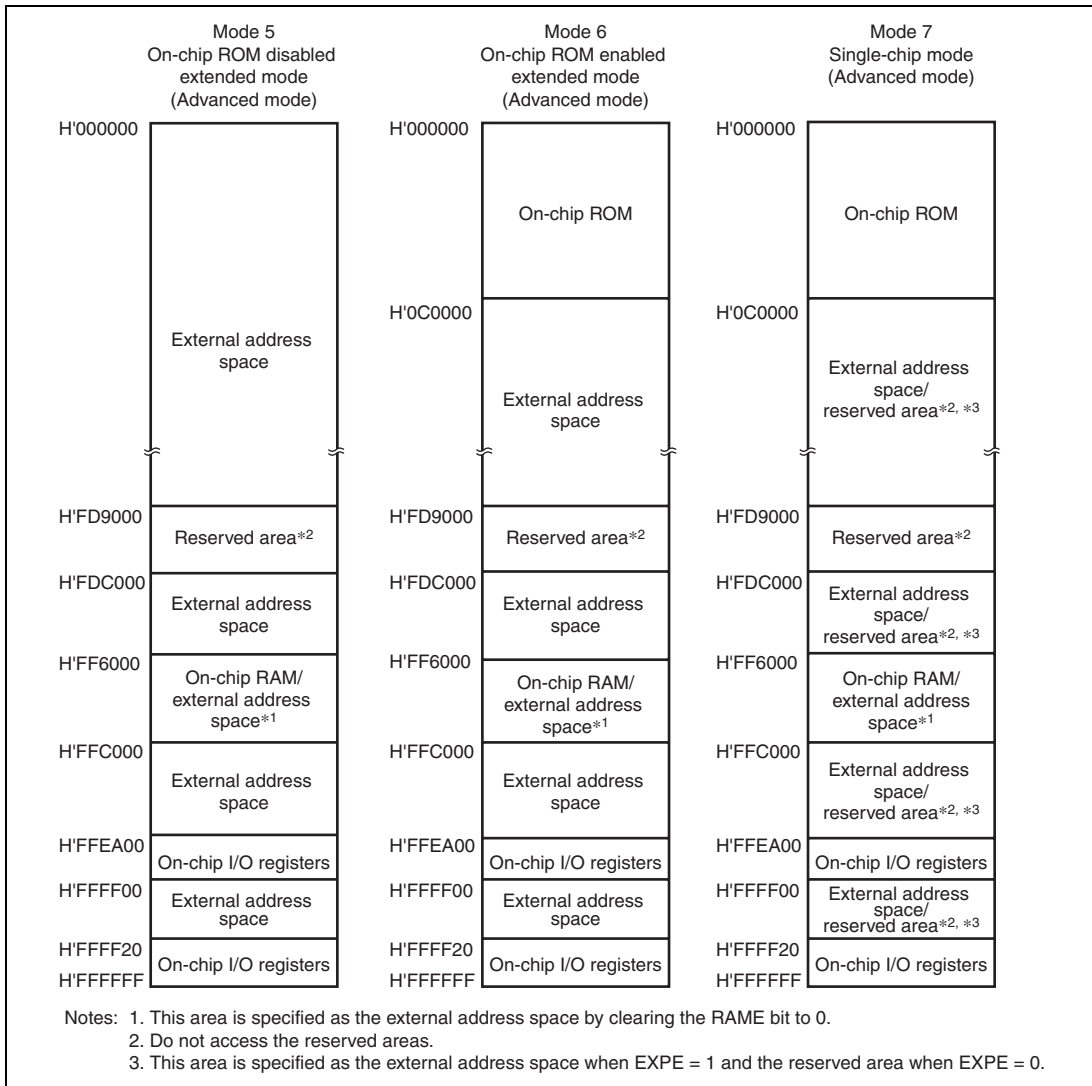 Mode 5
On-chip ROM disabled
extended mode
(Advanced mode)
H'000000
External address
space
H'FD9000
Reserved area*2
H'FDC000
External address
space
H'FF6000
On-chip RAM/
external address
space*1
H'FFC000
External address
space
H'FFEA00
On-chip I/O registers
H'FFFF00
External address
space
H'FFFF20
On-chip I/O registers
H'FFFFFF
Mode 6
On-chip ROM enabled
extended mode
(Advanced mode)
H'000000
On-chip ROM
H'0C0000
External address
space
H'FD9000
Reserved area*2
H'FDC000
External address
space
H'FF6000
On-chip RAM/
external address
space*1
H'FFC000
External address
space
H'FFEA00
On-chip I/O registers
H'FFFF00
External address
space
H'FFFF20
On-chip I/O registers
H'FFFFFF
Mode 7
Single-chip mode
(Advanced mode)
H'000000
On-chip ROM
H'0C0000
External address
space/
reserved area*2, *3
H'FD9000
Reserved area*2
H'FDC000
External address
space/
reserved area*2, *3
H'FF6000
On-chip RAM/
external address
space*1
H'FFC000
External address
space/
reserved area*2, *3
H'FFEA00
On-chip I/O registers
H'FFFF00
External address
space/
reserved area*2, *3
H'FFFF20
On-chip I/O registers
H'FFFFFF
Notes: 1. This area is specified as the external address space by clearing the RAME bit to 0.
2. Do not access the reserved areas.
3. This area is specified as the external address space when EXPE = 1 and the reserved area when EXPE = 0.